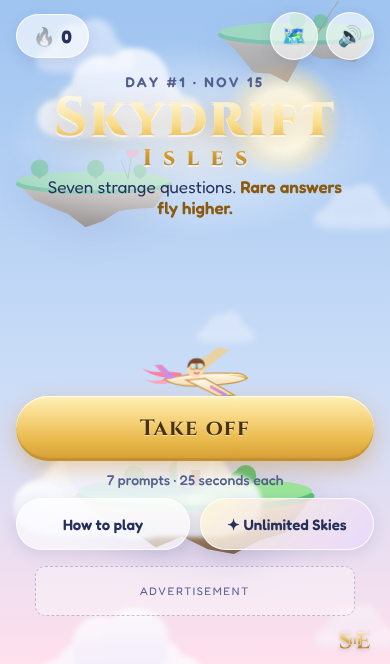 0
DAY #1 · NOV 15
SKYDRIFT
ISLES
Seven strange questions. Rare answers
fly higher.
TAKE OFF
7 prompts · 25 seconds each
How to play
✦ Unlimited Skies
ADVERTISEMENT